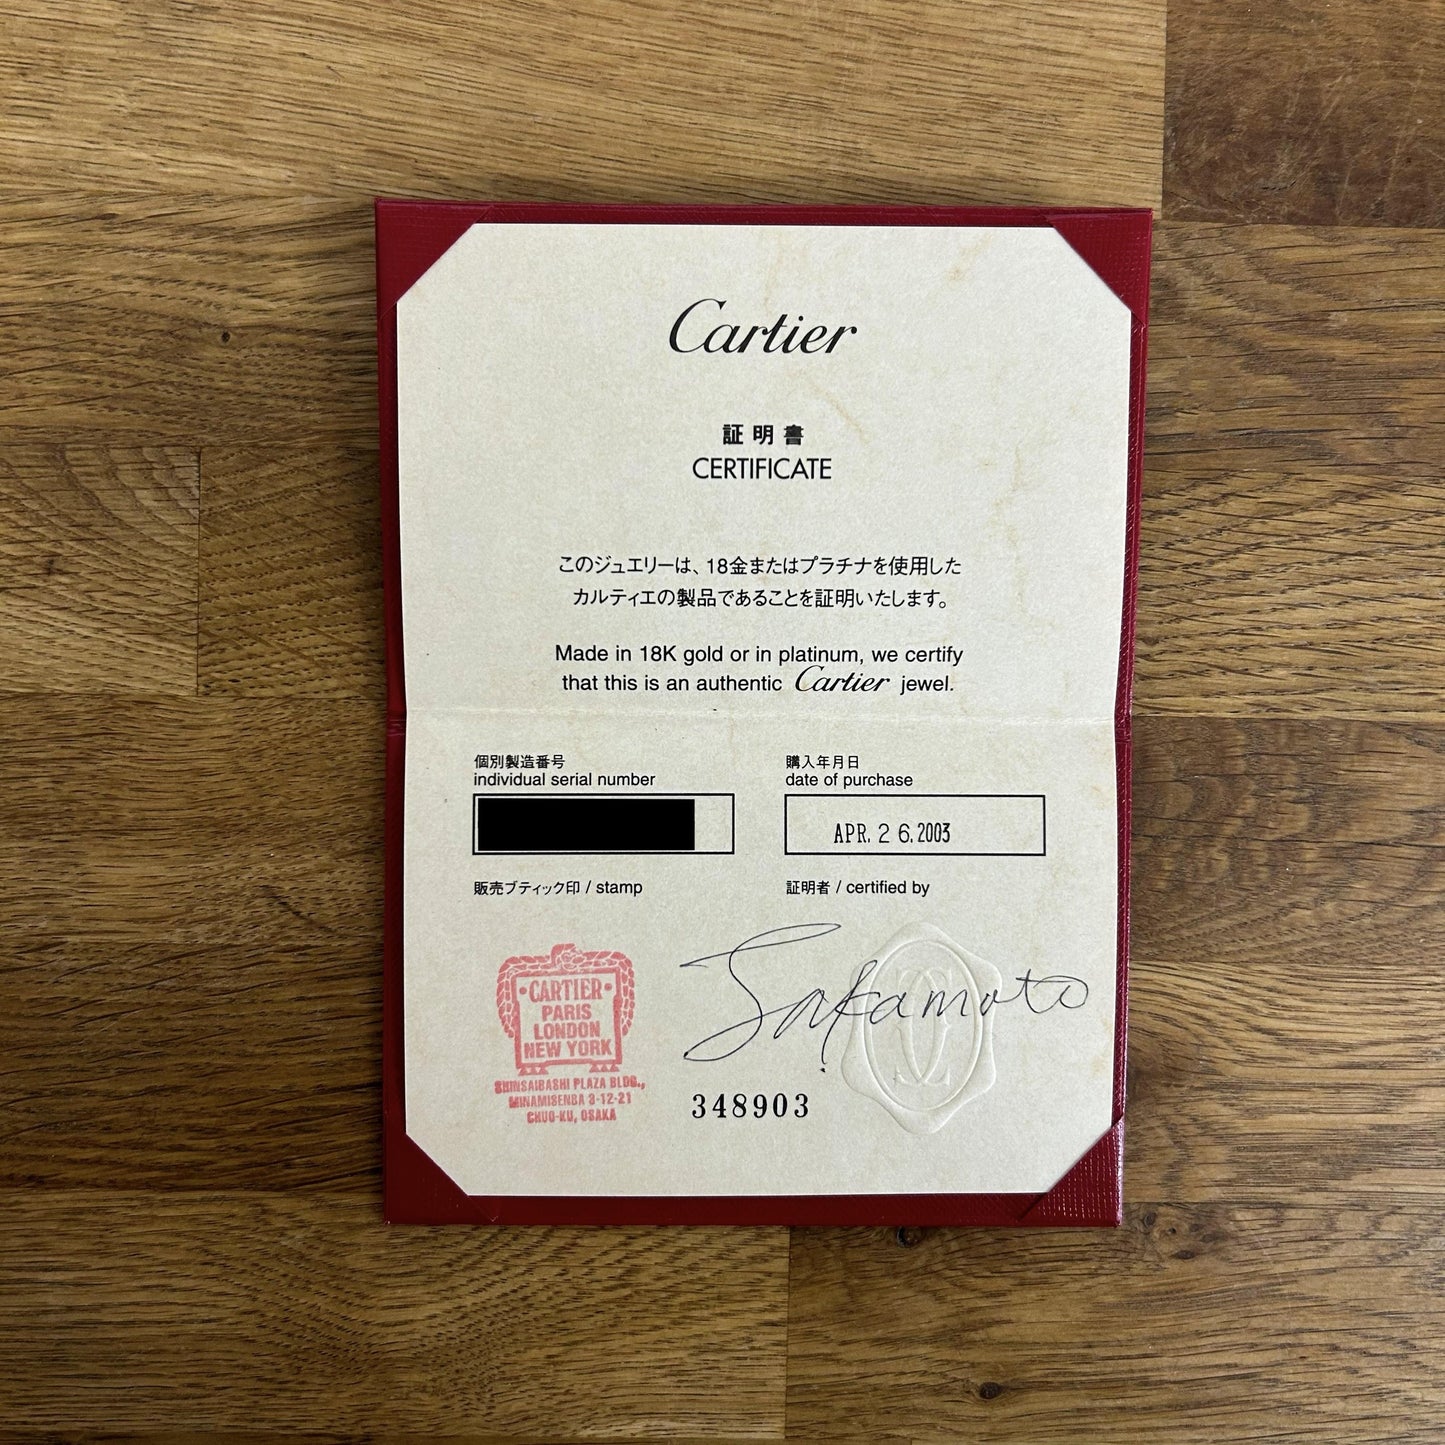 Cartier
証明書
CERTIFICATE
このジュエリーは、18金またはプラチナを使用した
カルティエの製品であることを証明いたします。
Made in 18K gold or in platinum, we certify
that this is an authentic Cartier jewel.
個別製造番号
individual serial number
購入年月日
date of purchase
APR. 26.2003
販売ブティック印 / stamp
証明者 / certified by
·CARTIER·
PARIS
LONDON
NEW YORK
SHINSAIBASHI PLAZA BLDG.,
MINAMISENBA 3-12-21
CHUO-KU, OSAKA
Sakamoto
348903